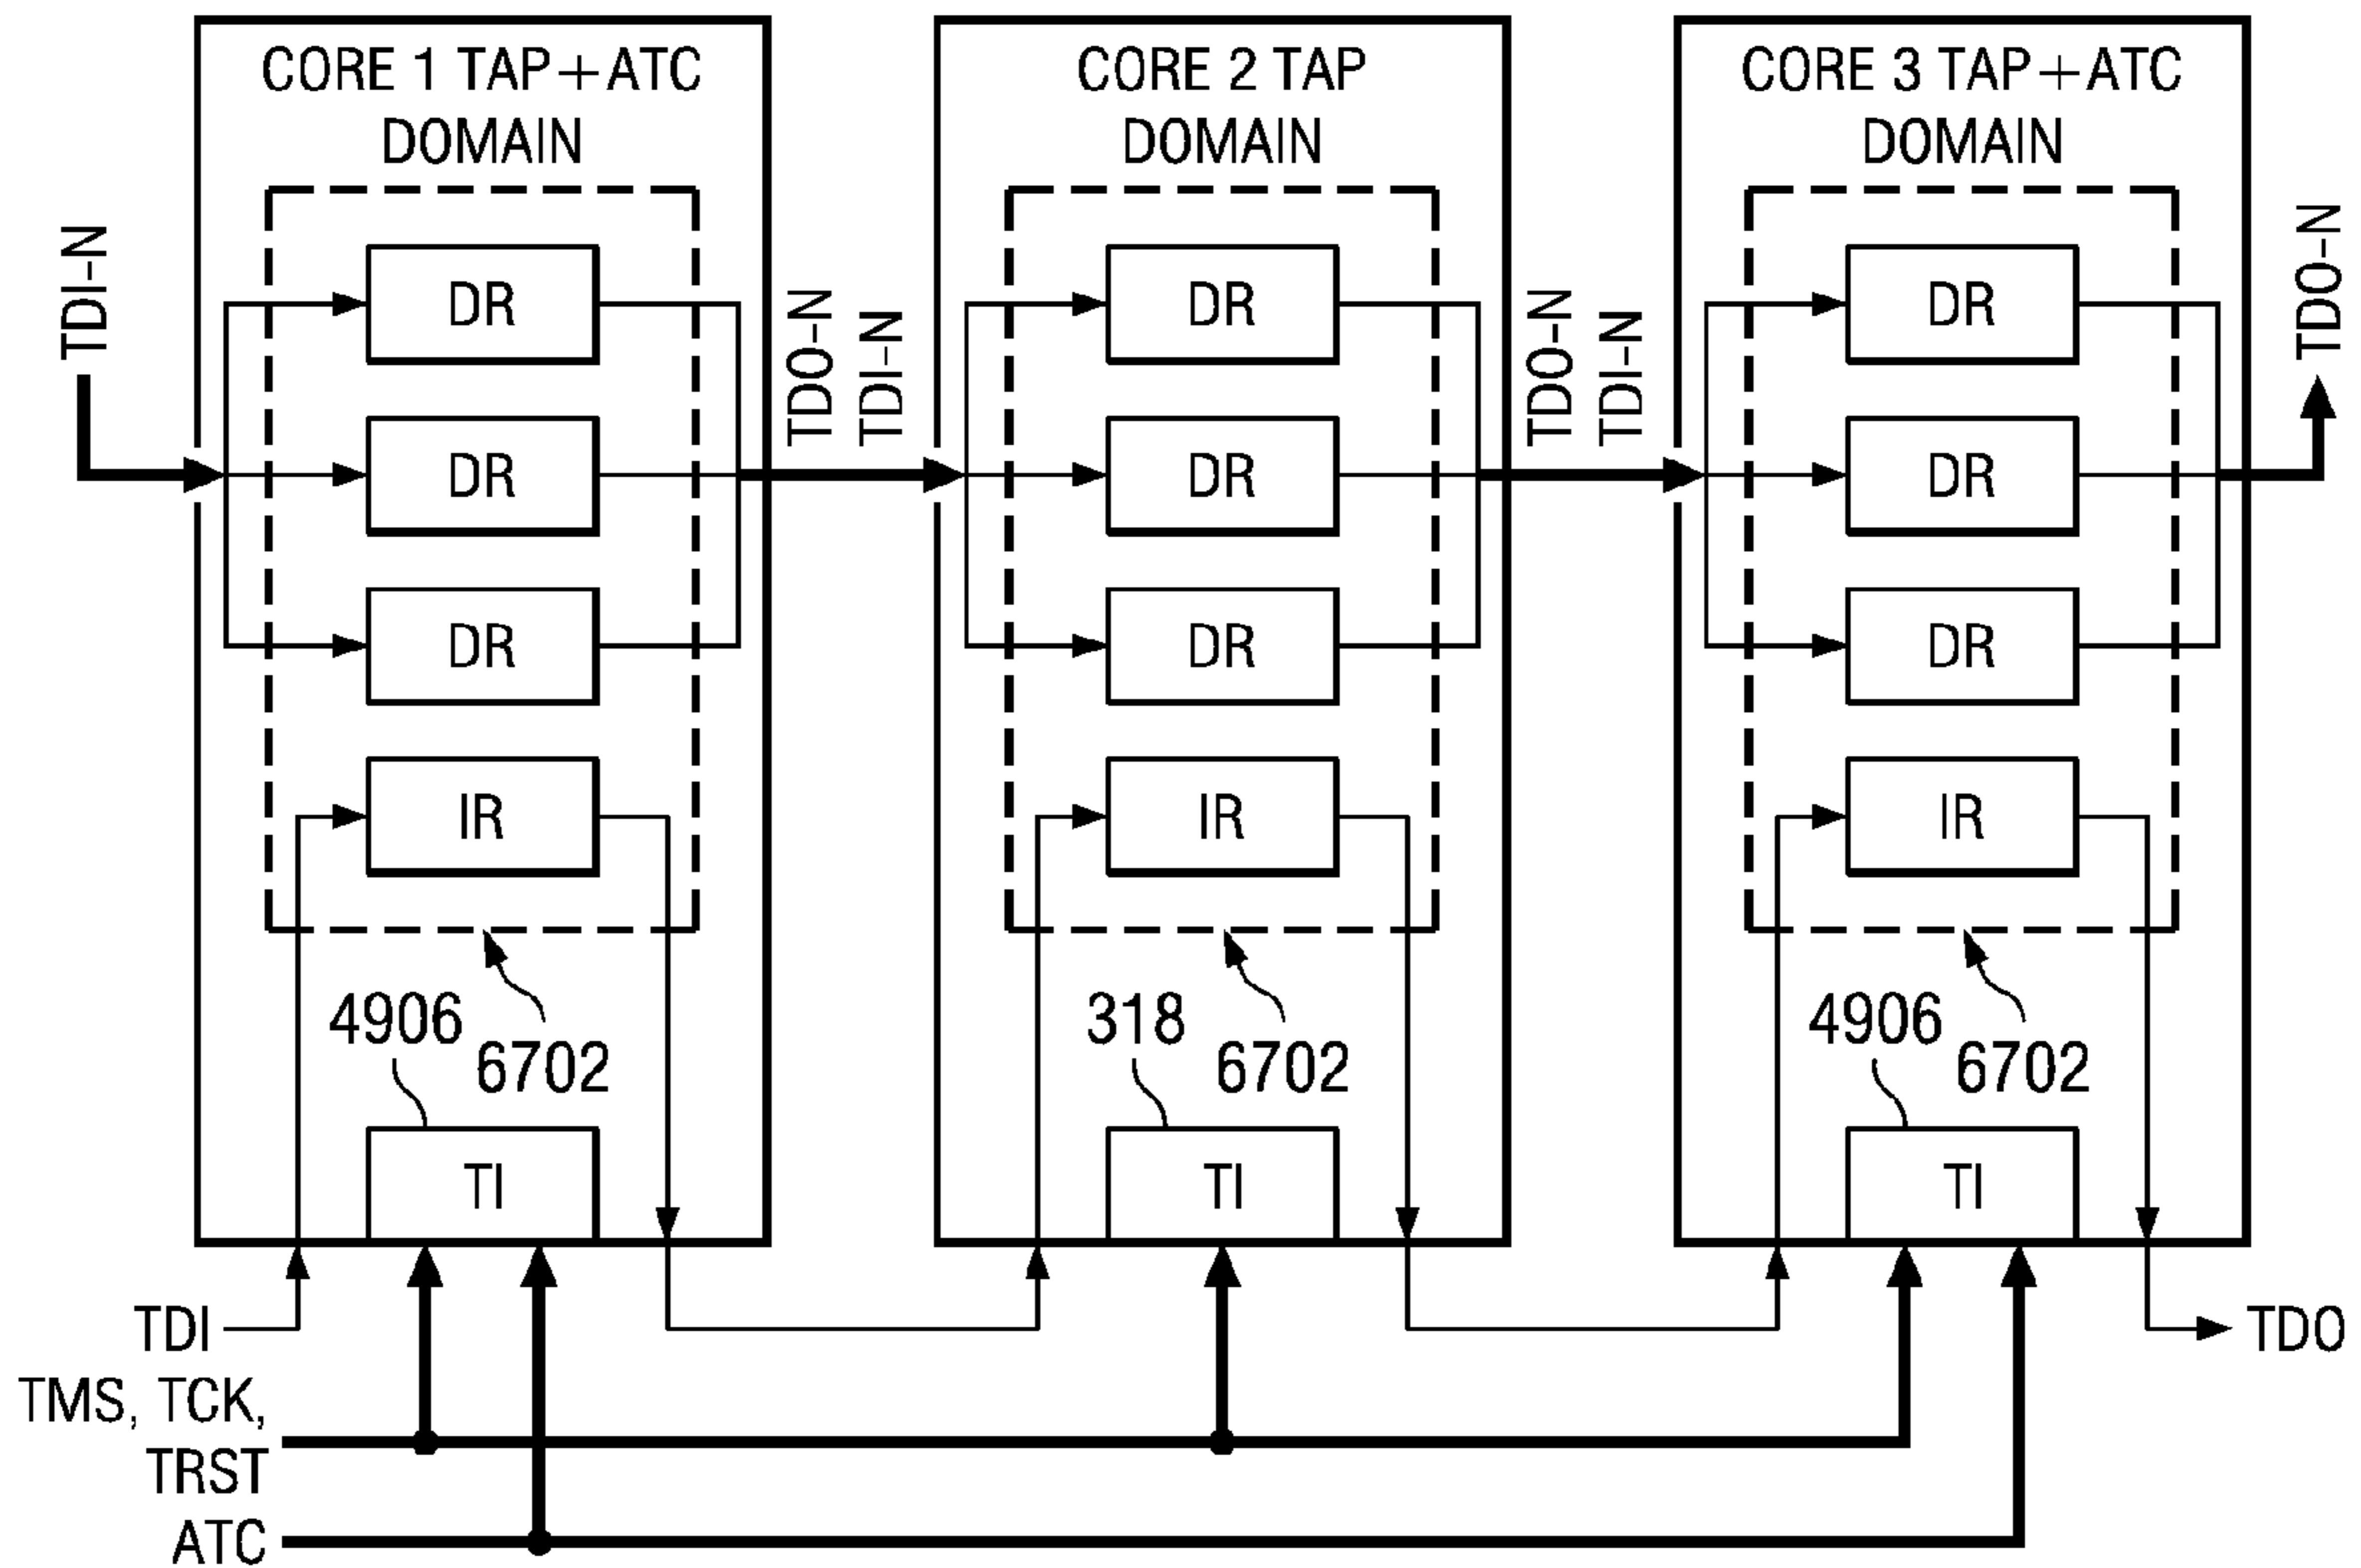 CORE 1 TAP+ATC
DOMAIN
CORE 2 TAP
DOMAIN
CORE 3 TAP+ATC
DOMAIN
TDI-N
TDO-N
TDI-N
TDO-N
TDI-N
TDO-N
DR
DR
DR
DR
DR
DR
DR
DR
DR
IR
IR
IR
4906
6702
318
6702
4906
6702
TI
TI
TI
TDI
TDO
TMS, TCK,
TRST
ATC